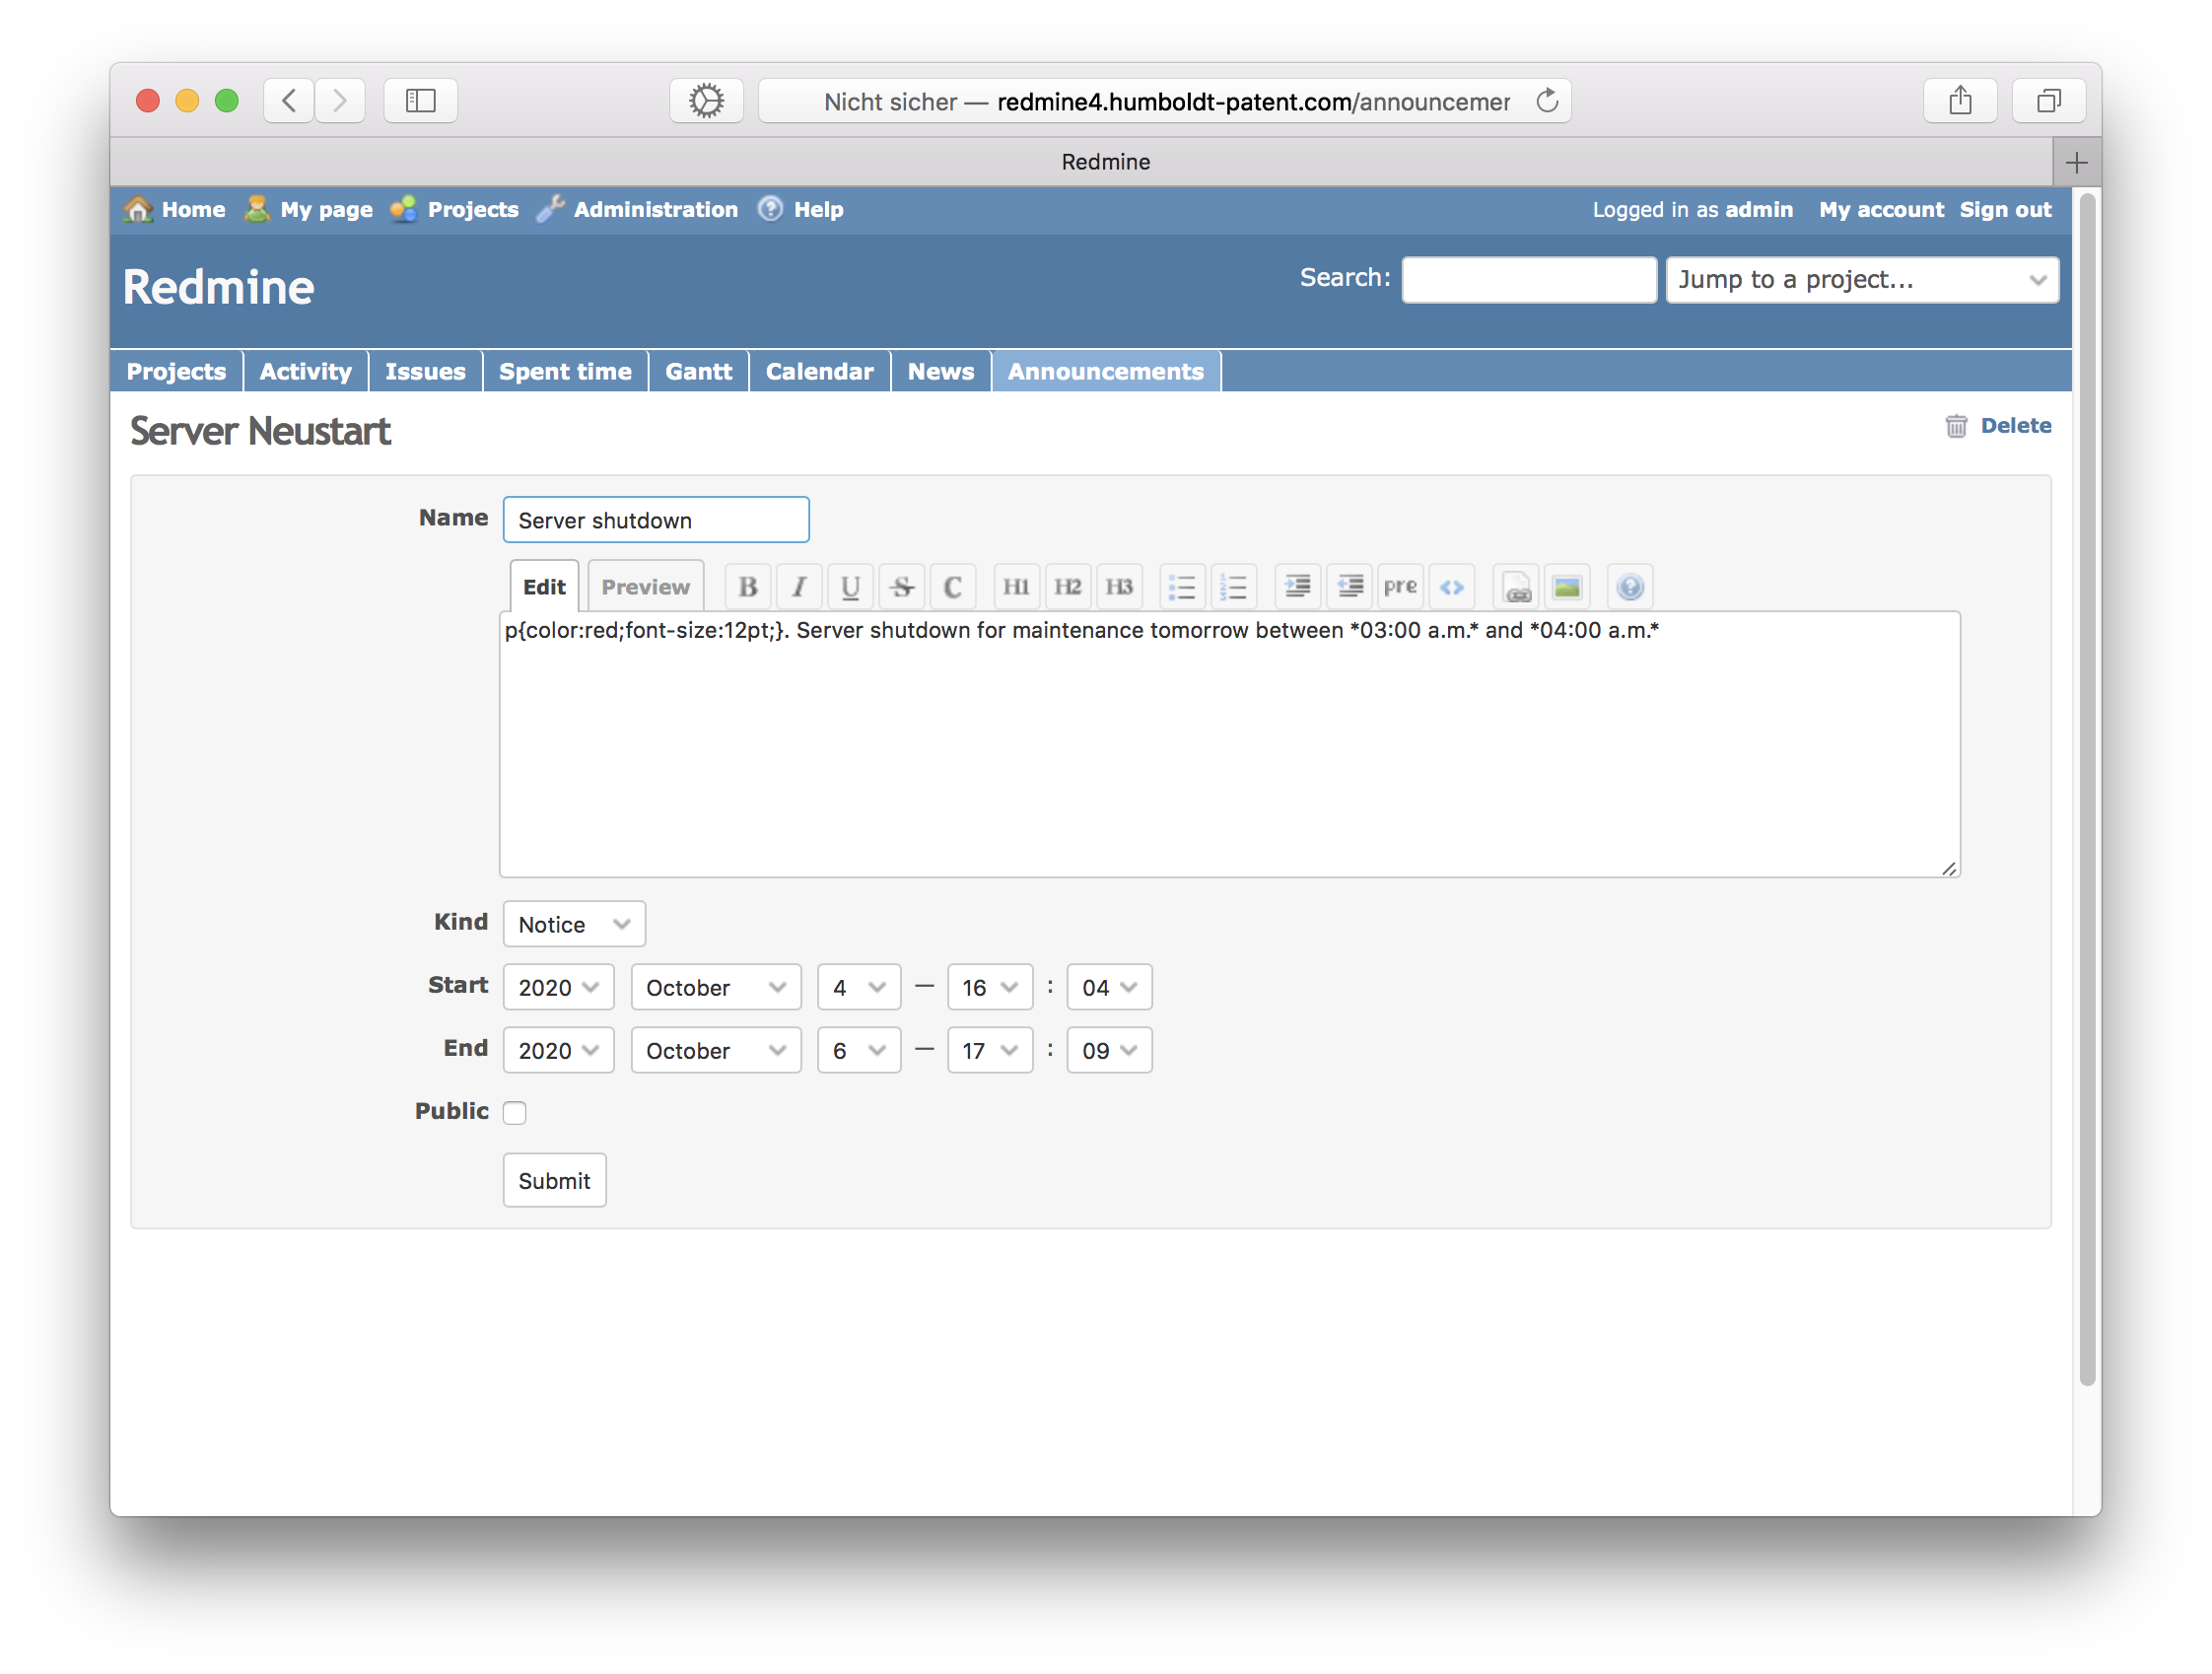 Nicht sicher — redmine4.humboldt-patent.com/announcemer
Redmine
Home My page Projects Administration Help Logged in as admin My account Sign out
Redmine Search: Jump to a project...
Projects Activity Issues Spent time Gantt Calendar News Announcements
Server Neustart Delete
Name Server shutdown
Edit Preview B I U S C H1 H2 H3 pre
p{color:red;font-size:12pt;}. Server shutdown for maintenance tomorrow between *03:00 a.m.* and *04:00 a.m.*
Kind Notice
Start 2020 October 4 — 16 : 04
End 2020 October 6 — 17 : 09
Public
Submit